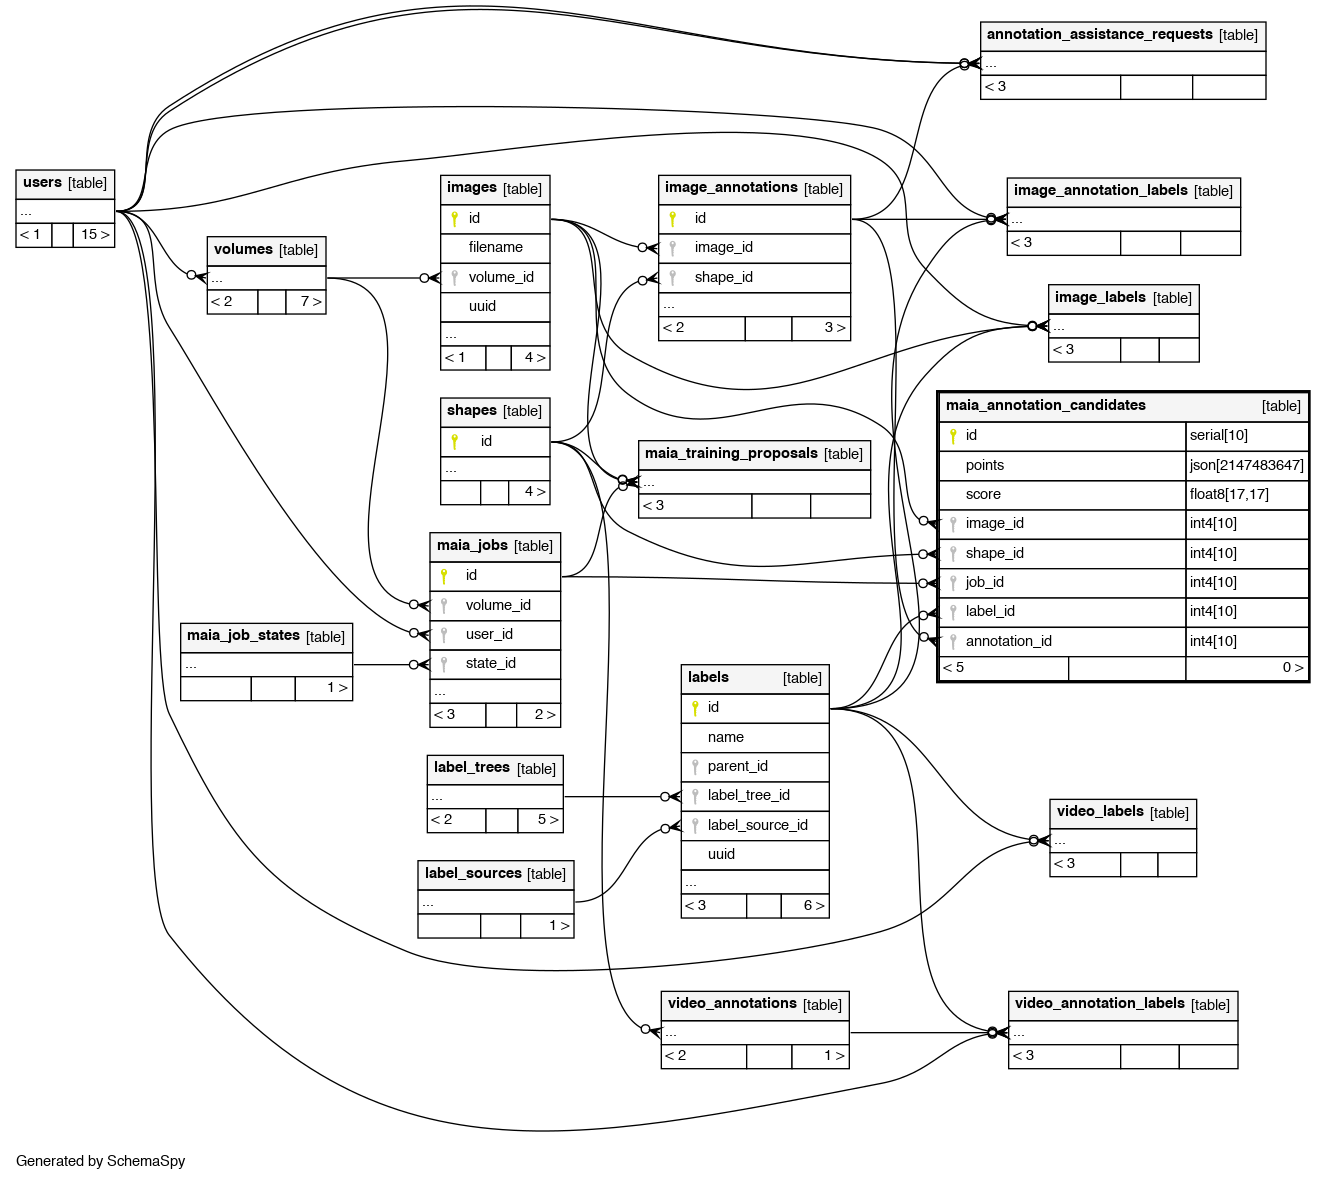 annotation_assistance_requests [table]
...
< 3
users [table]
...
< 1 15 >
volumes [table]
...
< 2 7 >
images [table]
id
filename
volume_id
uuid
...
< 1 4 >
image_annotations [table]
id
image_id
shape_id
...
< 2 3 >
image_annotation_labels [table]
...
< 3
image_labels [table]
...
< 3
shapes [table]
id
...
4 >
maia_training_proposals [table]
...
< 3
maia_annotation_candidates [table]
id serial[10]
points json[2147483647]
score float8[17,17]
image_id int4[10]
shape_id int4[10]
job_id int4[10]
label_id int4[10]
annotation_id int4[10]
< 5 0 >
maia_jobs [table]
id
volume_id
user_id
state_id
...
< 3 2 >
maia_job_states [table]
...
1 >
labels [table]
id
name
parent_id
label_tree_id
label_source_id
uuid
...
< 3 6 >
label_trees [table]
...
< 2 5 >
label_sources [table]
...
1 >
video_labels [table]
...
< 3
video_annotations [table]
...
< 2 1 >
video_annotation_labels [table]
...
< 3
Generated by SchemaSpy